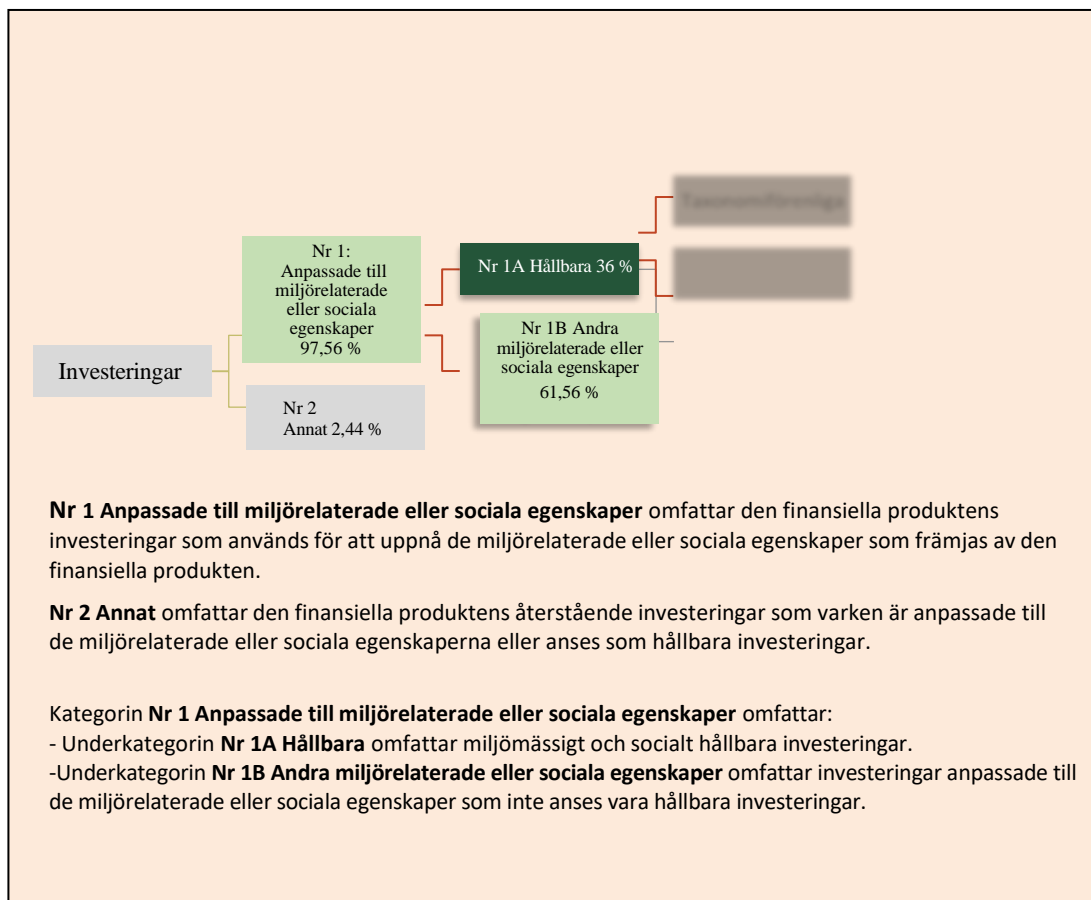 Nr 1:
Anpassade till
miljörelaterade
eller sociala
egenskaper
97,56 %
Nr 1A Hållbara 36 %
Nr 1B Andra
miljörelaterade eller
sociala egenskaper
61,56 %
Investeringar
Nr 2
Annat 2,44 %
Nr 1 Anpassade till miljörelaterade eller sociala egenskaper omfattar den finansiella produktens
investeringar som används för att uppnå de miljörelaterade eller sociala egenskaper som främjas av den
finansiella produkten.
Nr 2 Annat omfattar den finansiella produktens återstående investeringar som varken är anpassade till
de miljörelaterade eller sociala egenskaperna eller anses som hållbara investeringar.
Kategorin Nr 1 Anpassade till miljörelaterade eller sociala egenskaper omfattar:
- Underkategorin Nr 1A Hållbara omfattar miljömässigt och socialt hållbara investeringar.
-Underkategorin Nr 1B Andra miljörelaterade eller sociala egenskaper omfattar investeringar anpassade till
de miljörelaterade eller sociala egenskaper som inte anses vara hållbara investeringar.